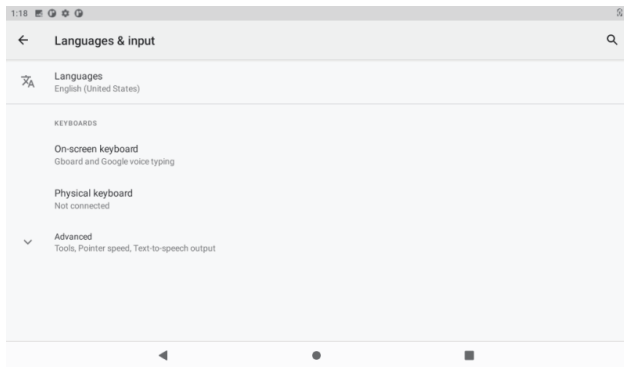 1:18
Languages & input
Languages
English (United States)
KEYBOARDS
On-screen keyboard
Gboard and Google voice typing
Physical keyboard
Not connected
Advanced
Tools, Pointer speed, Text-to-speech output